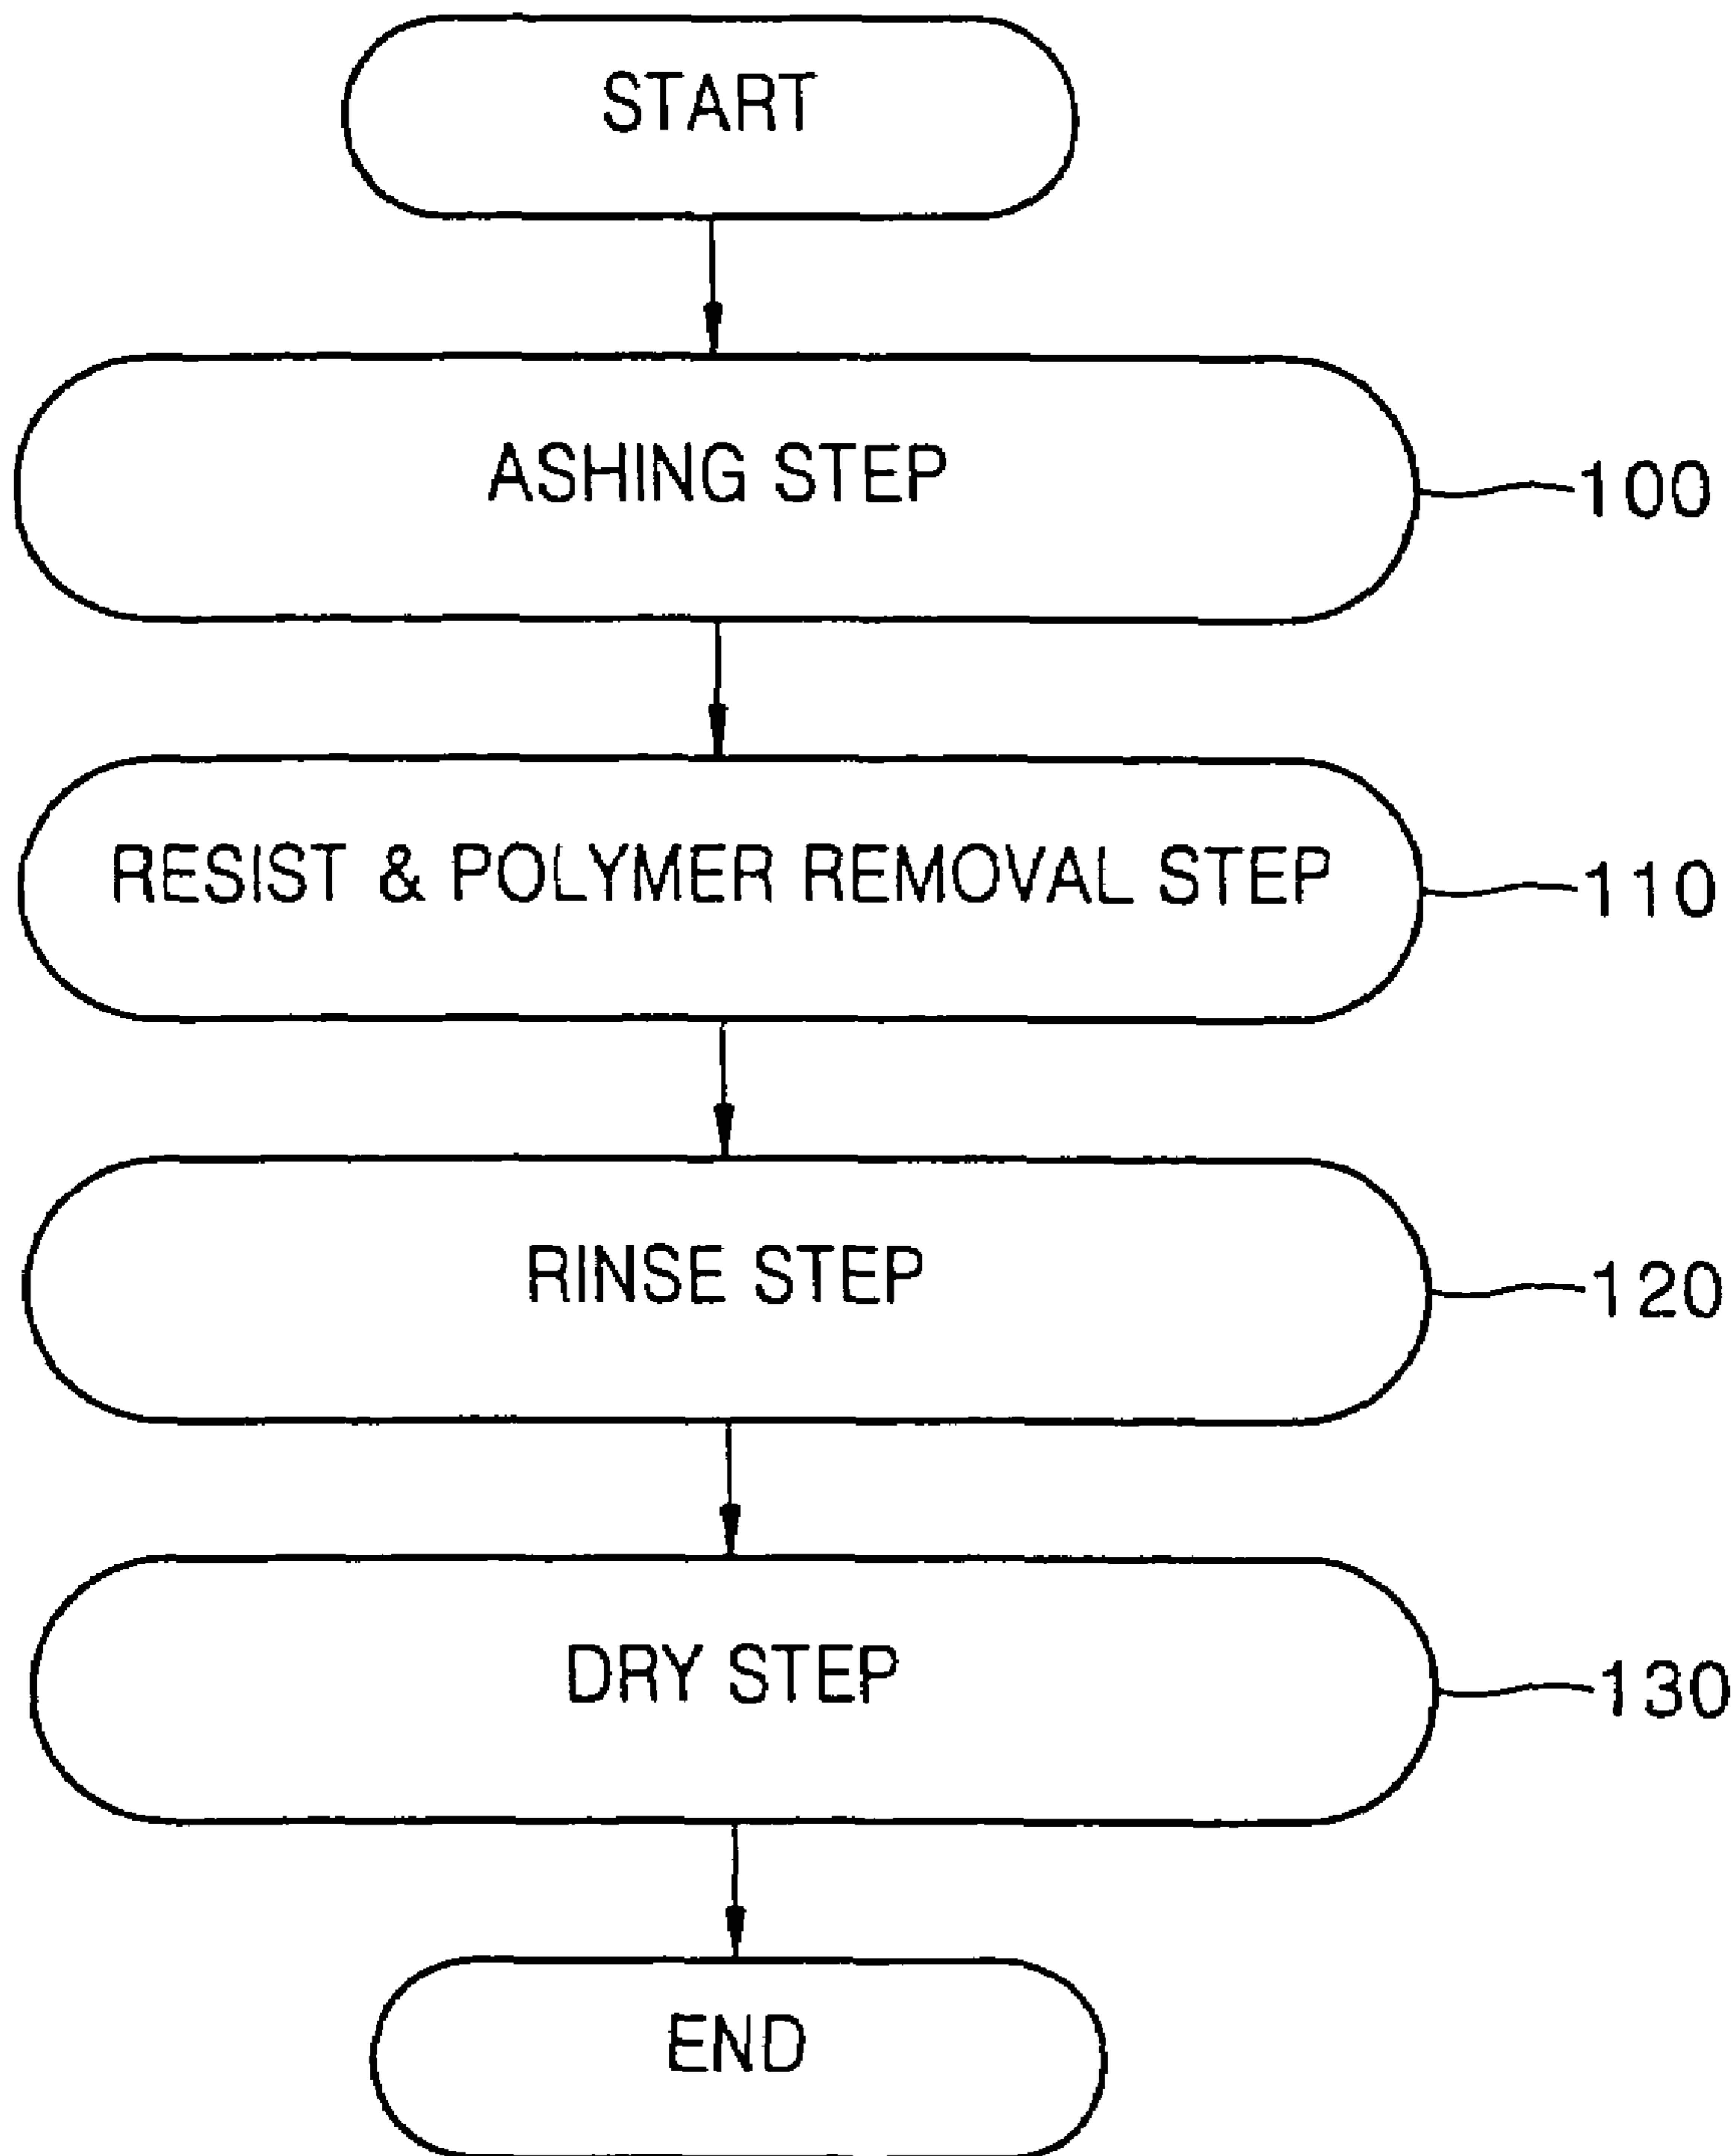 START
ASHING STEP
100
RESIST & POLYMER REMOVAL STEP
110
RINSE STEP
120
DRY STEP
130
END